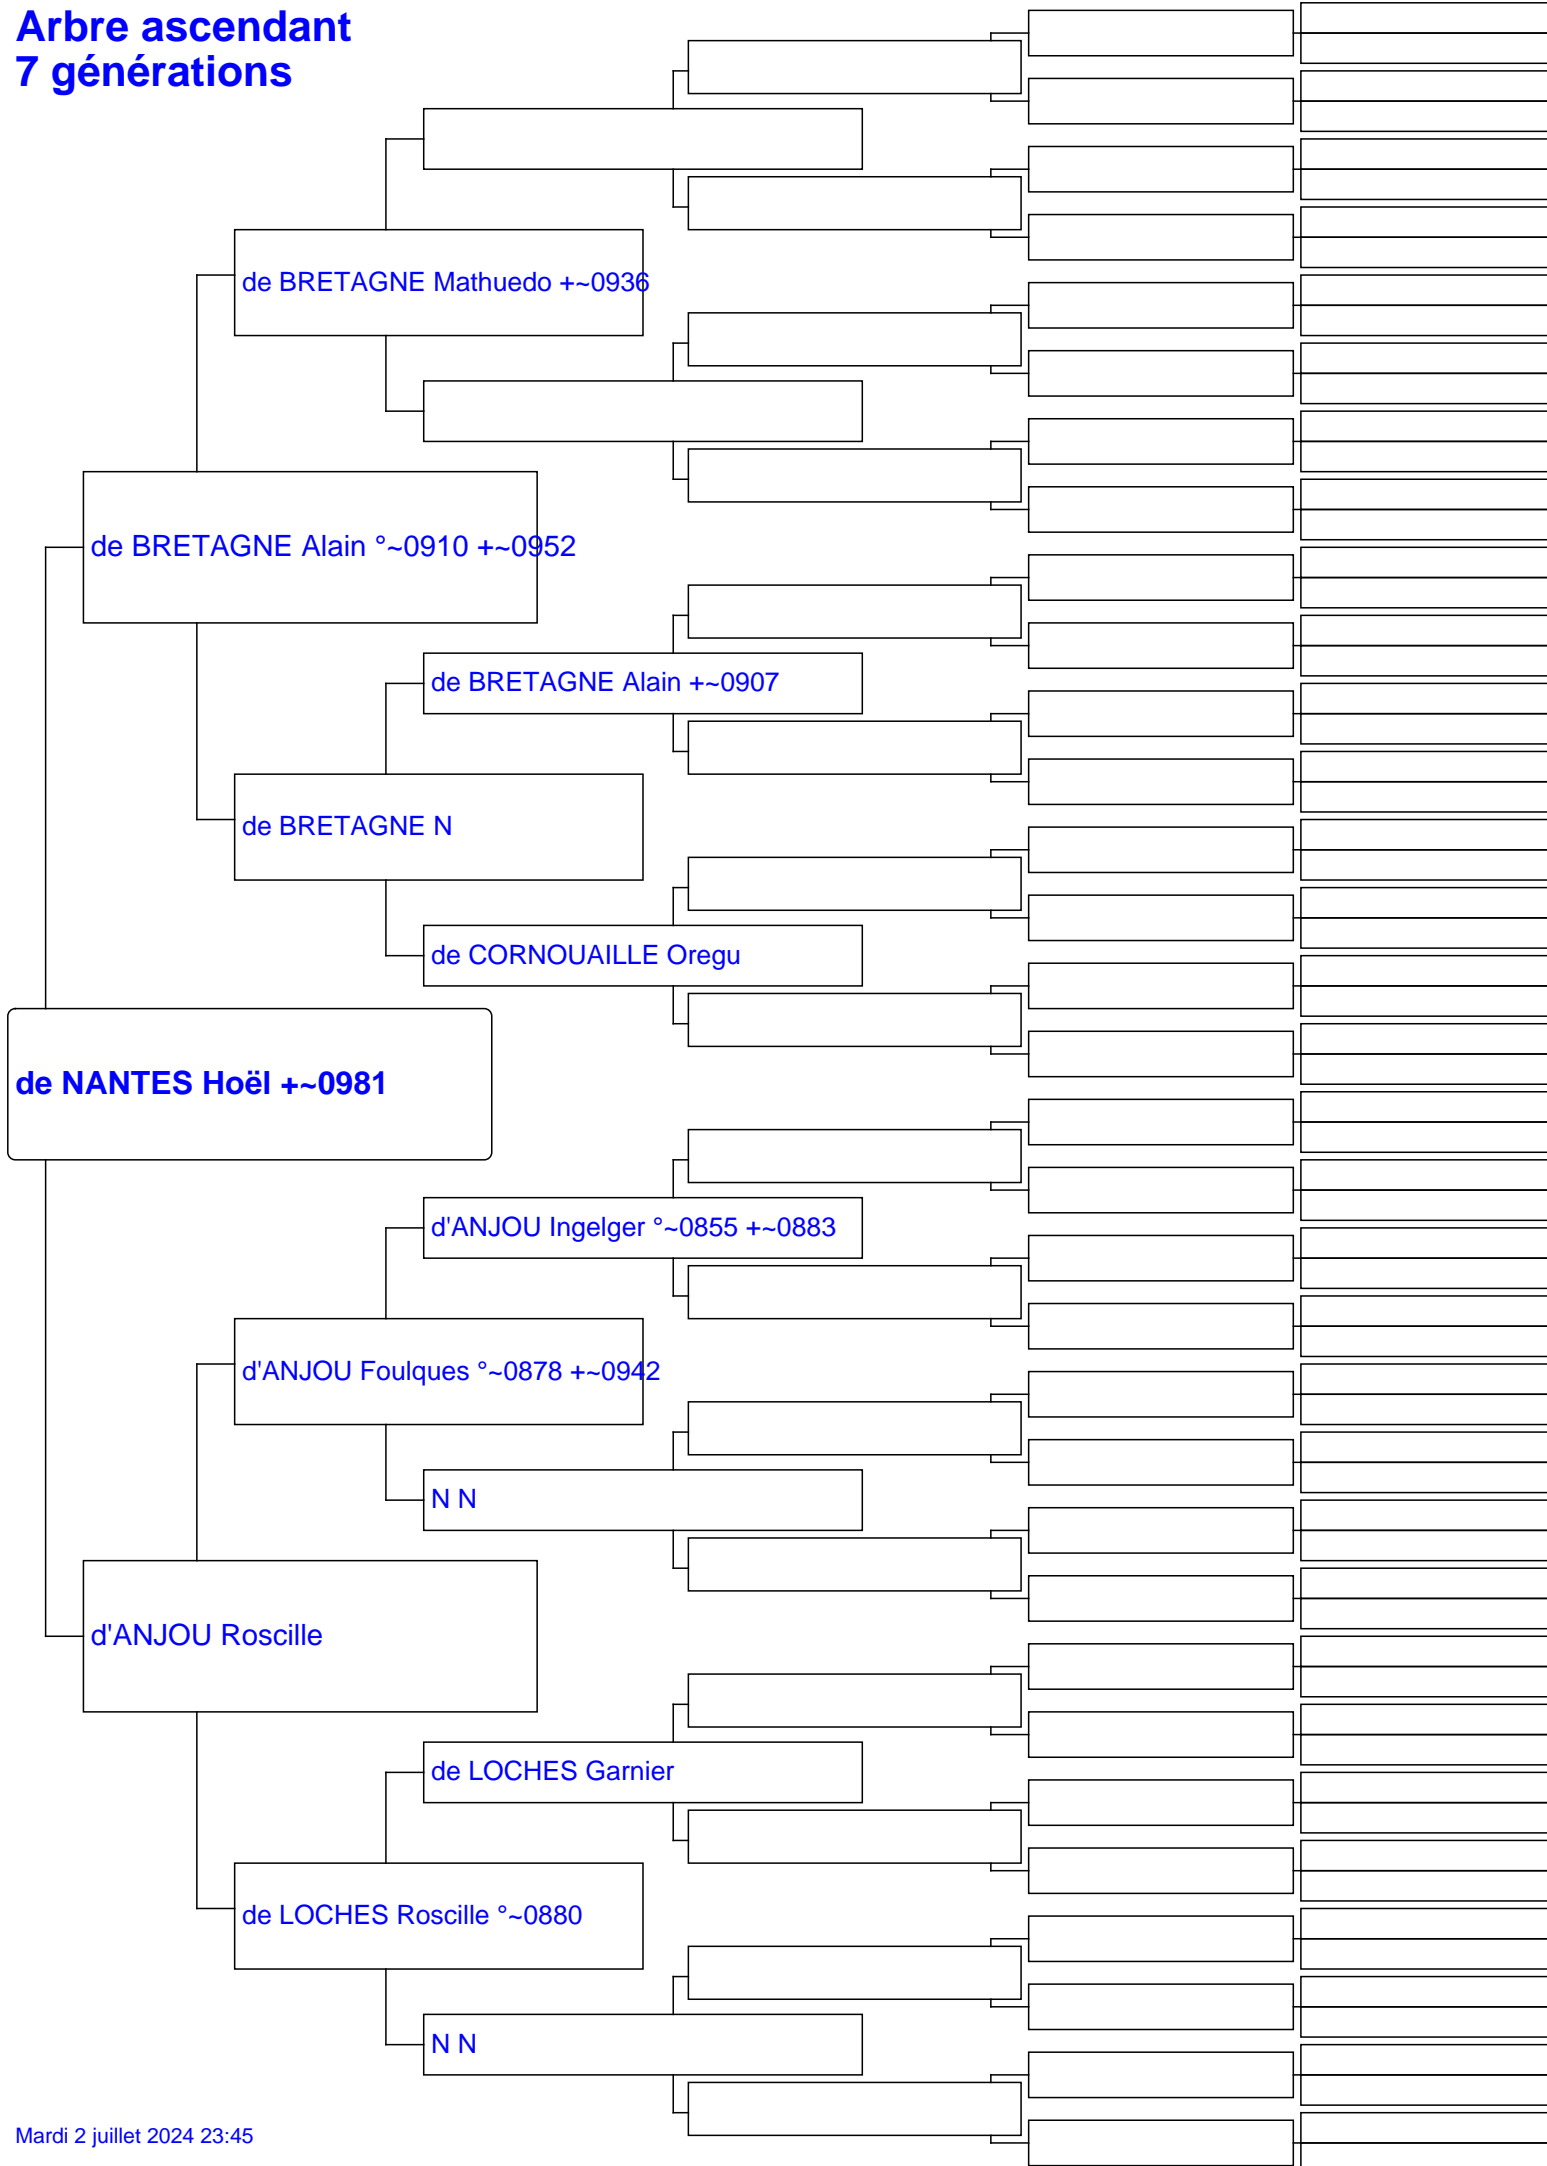 Arbre ascendant
7 générations
de BRETAGNE Mathuedo +~0936
de BRETAGNE Alain °~0910 +~0952
de BRETAGNE Alain +~0907
de BRETAGNE N
de CORNOUAILLE Oregu
de NANTES Hoël +~0981
d'ANJOU Ingelger °~0855 +~0883
d'ANJOU Foulques °~0878 +~0942
N N
d'ANJOU Roscille
de LOCHES Garnier
de LOCHES Roscille °~0880
N N
Mardi 2 juillet 2024 23:45